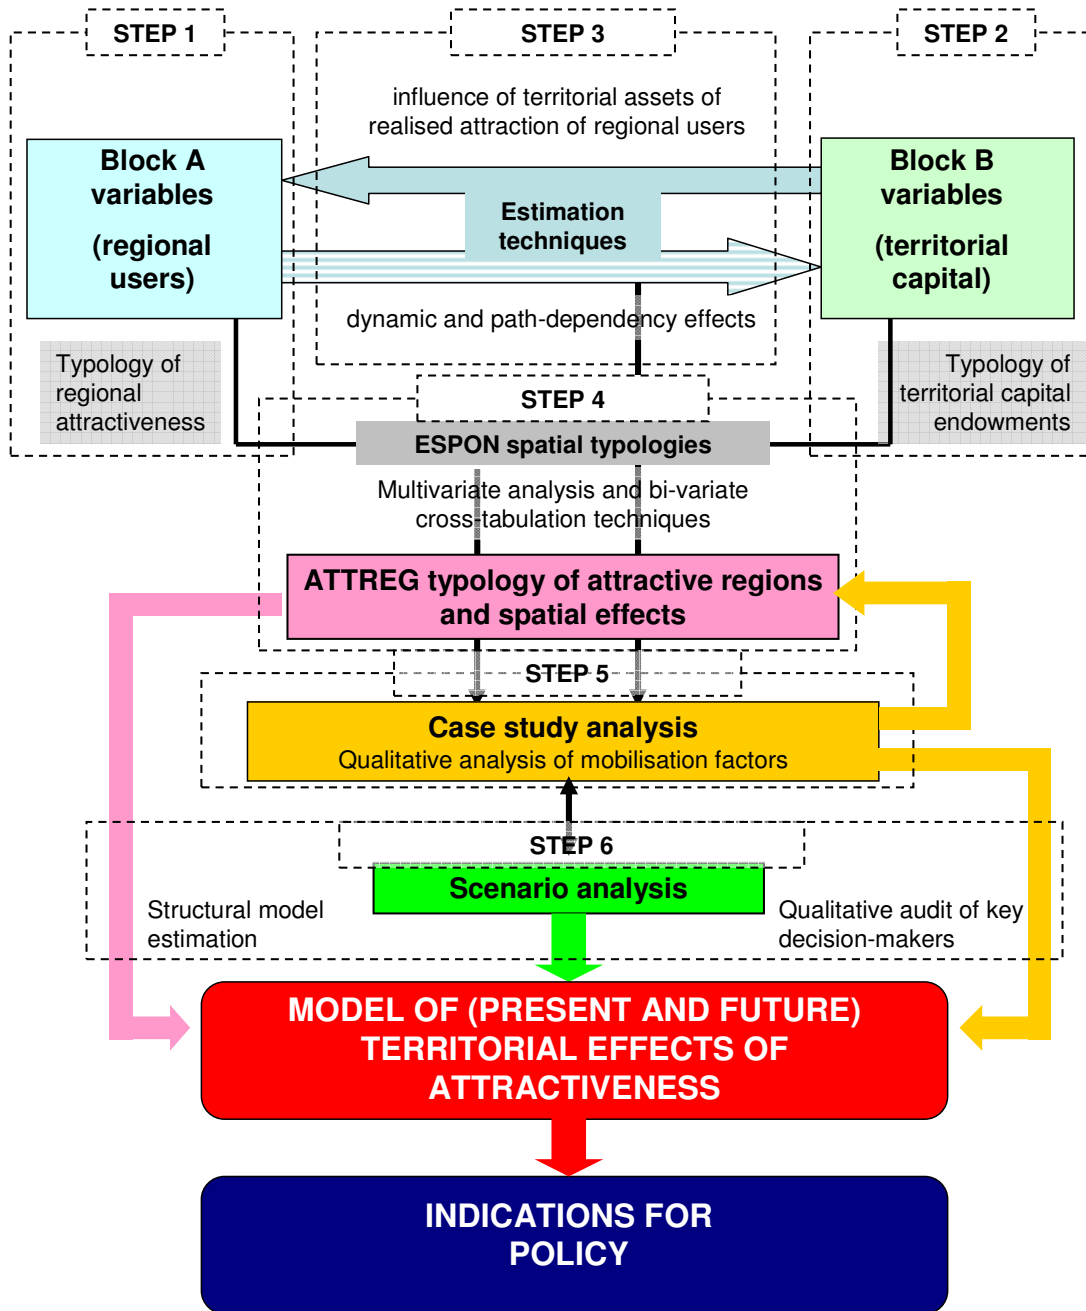 STEP 1
STEP 3
STEP 2
influence of territorial assets of
realised attraction of regional users
Block A
variables
(regional
users)
Estimation
techniques
Block B
variables
(territorial
capital)
dynamic and path-dependency effects
Typology of
regional
attractiveness
Typology of
territorial capital
endowments
STEP 4
ESPON spatial typologies
Multivariate analysis and bi-variate
cross-tabulation techniques
ATTREG typology of attractive regions
and spatial effects
STEP 5
Case study analysis
Qualitative analysis of mobilisation factors
STEP 6
Scenario analysis
Structural model
estimation
Qualitative audit of key
decision-makers
MODEL OF (PRESENT AND FUTURE)
TERRITORIAL EFFECTS OF
ATTRACTIVENESS
INDICATIONS FOR
POLICY